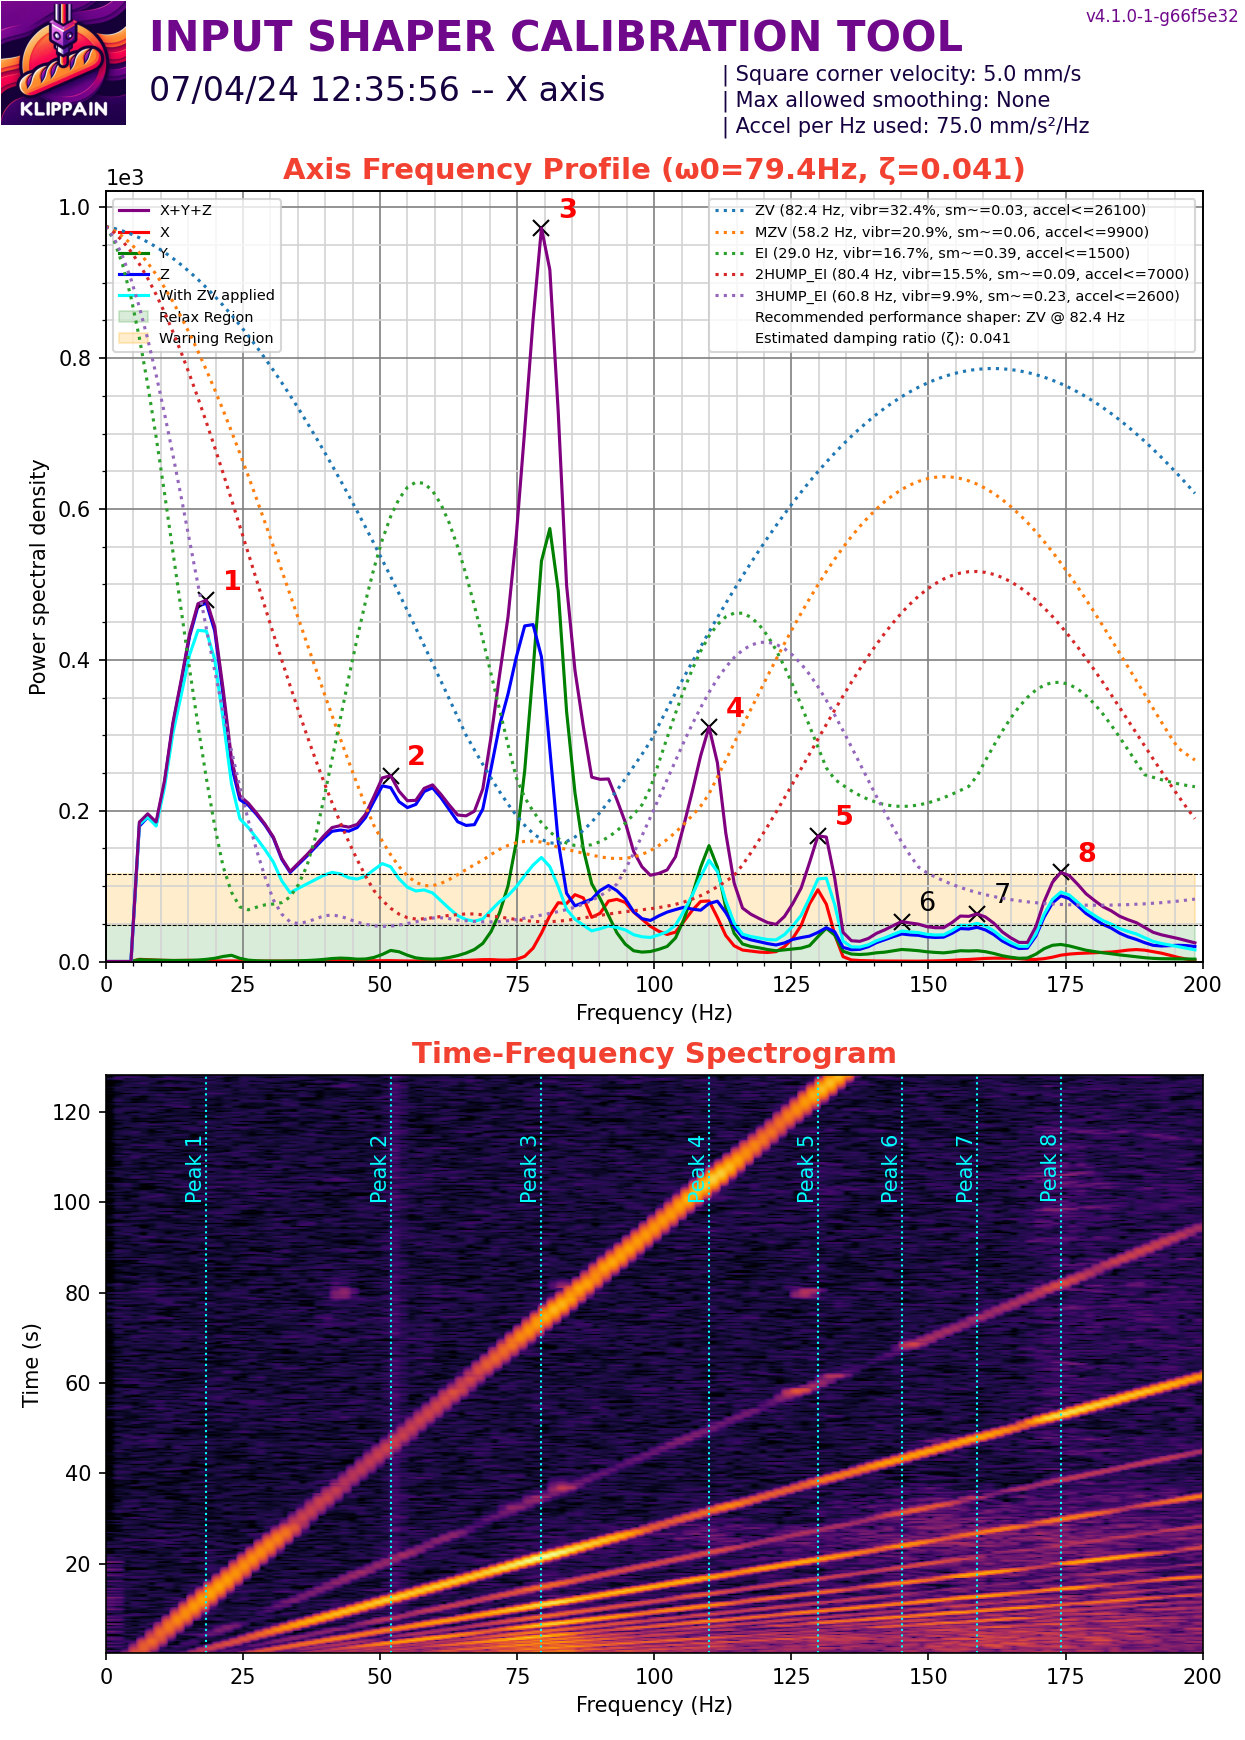 v4.1.0-1-g66f5e32
INPUT SHAPER CALIBRATION TOOL
KLIPPAIN
07/04/24 12:35:56 -- X axis
| Square corner velocity: 5.0 mm/s
| Max allowed smoothing: None
| Accel per Hz used: 75.0 mm/s²/Hz
Axis Frequency Profile (ω0=79.4Hz, ζ=0.041)
1e3
X+Y+Z
X
Y
Z
With ZV applied
Relax Region
Warning Region
ZV (82.4 Hz, vibr=32.4%, sm~=0.03, accel<=26100)
MZV (58.2 Hz, vibr=20.9%, sm~=0.06, accel<=9900)
EI (29.0 Hz, vibr=16.7%, sm~=0.39, accel<=1500)
2HUMP_EI (80.4 Hz, vibr=15.5%, sm~=0.09, accel<=7000)
3HUMP_EI (60.8 Hz, vibr=9.9%, sm~=0.23, accel<=2600)
Recommended performance shaper: ZV @ 82.4 Hz
Estimated damping ratio (ζ): 0.041
1.0
0.8
0.6
0.4
0.2
0.0
Power spectral density
1
2
3
4
5
6
7
8
0 25 50 75 100 125 150 175 200
Frequency (Hz)
Time-Frequency Spectrogram
120
100
80
60
40
20
Time (s)
Peak 1
Peak 2
Peak 3
Peak 4
Peak 5
Peak 6
Peak 7
Peak 8
0 25 50 75 100 125 150 175 200
Frequency (Hz)